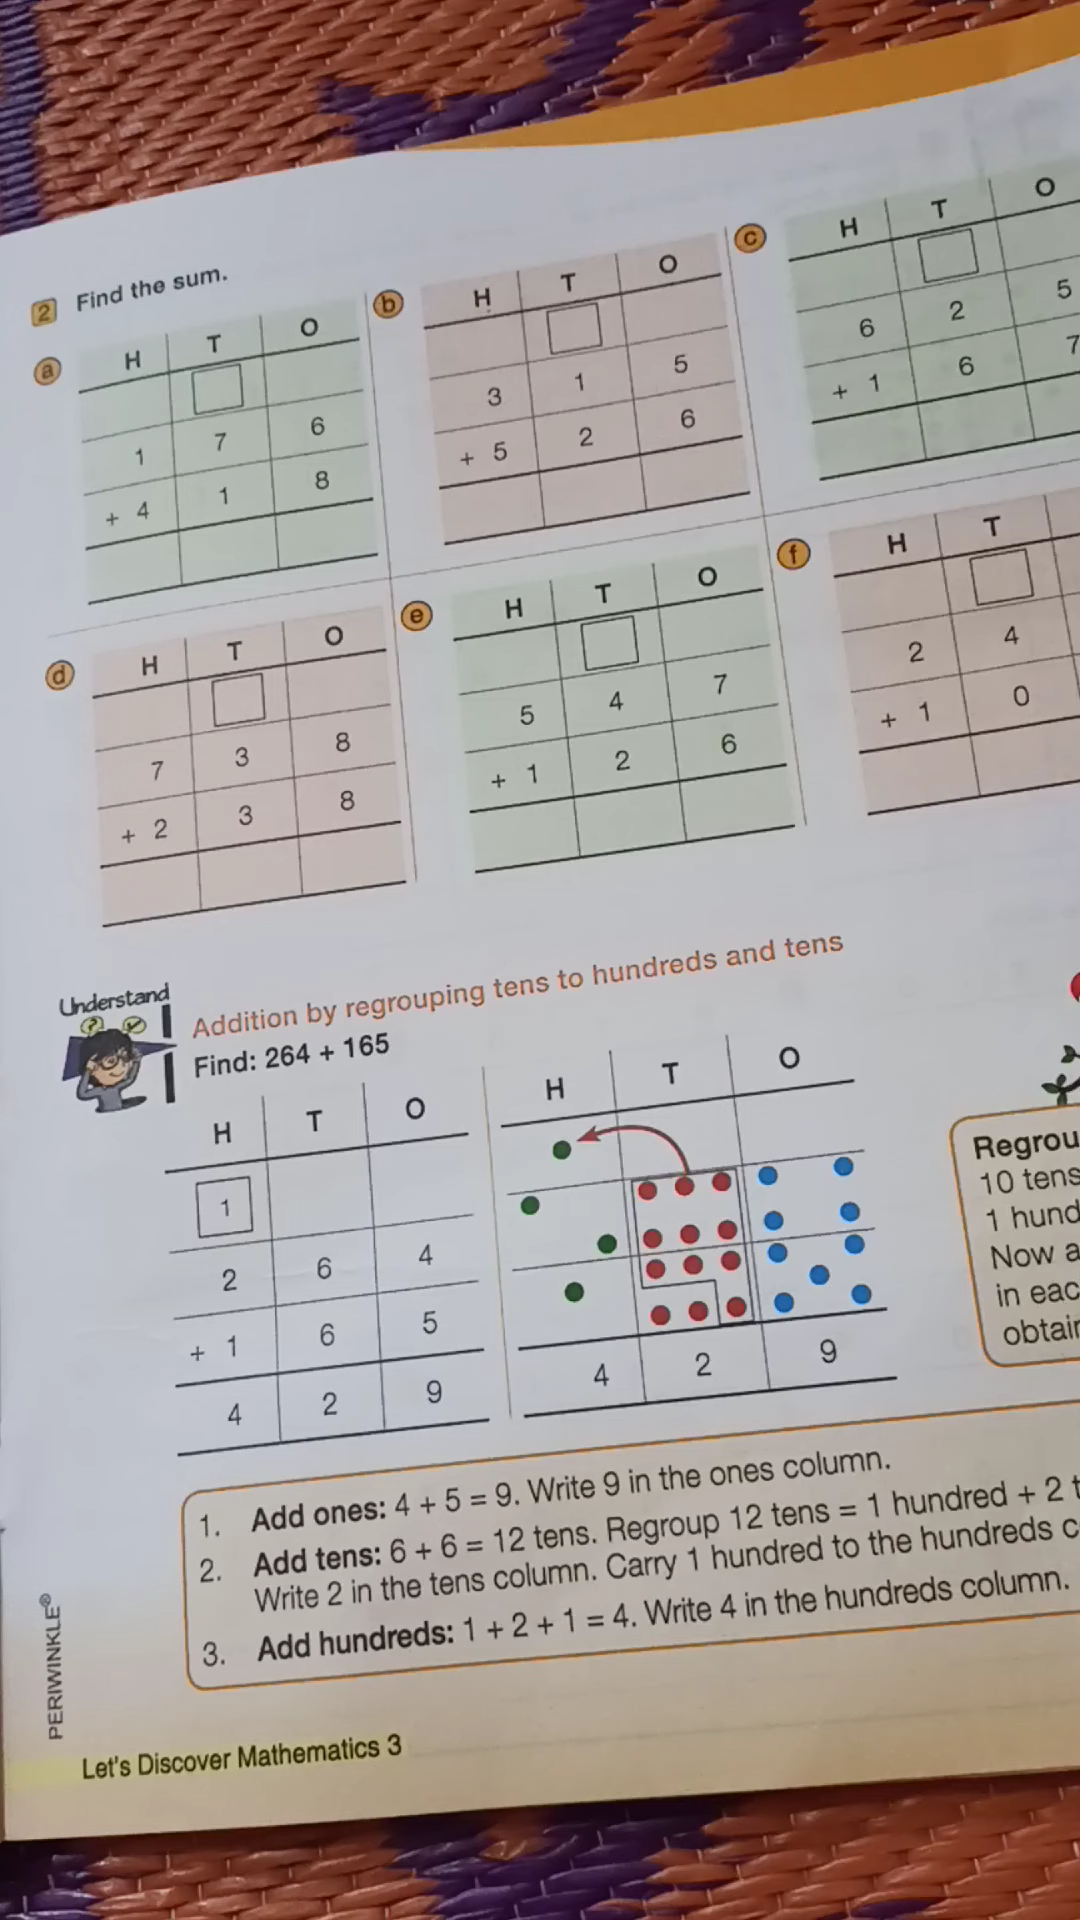 2 Find the sum.
a
H T O
1 7 6
+ 4 1 8
b
H T O
3 1 5
+ 5 2 6
c
H T O
6 2 5
+ 1 6 7
d
H T O
7 3 8
+ 2 3 8
e
H T O
5 4 7
+ 1 2 6
f
H T
2 4
+ 1 0
Understand
Addition by regrouping tens to hundreds and tens
Find: 264 + 165
H T O
1
2 6 4
+ 1 6 5
4 2 9
H T O
4 2 9
10 tens
1 hund
Now a
in eac
1. Add ones: 4 + 5 = 9. Write 9 in the ones column.
2. Add tens: 6 + 6 = 12 tens. Regroup 12 tens = 1 hundred + 2 t
Write 2 in the tens column. Carry 1 hundred to the hundreds c
3. Add hundreds: 1 + 2 + 1 = 4. Write 4 in the hundreds column.
PERIWINKLE®
Let's Discover Mathematics 3